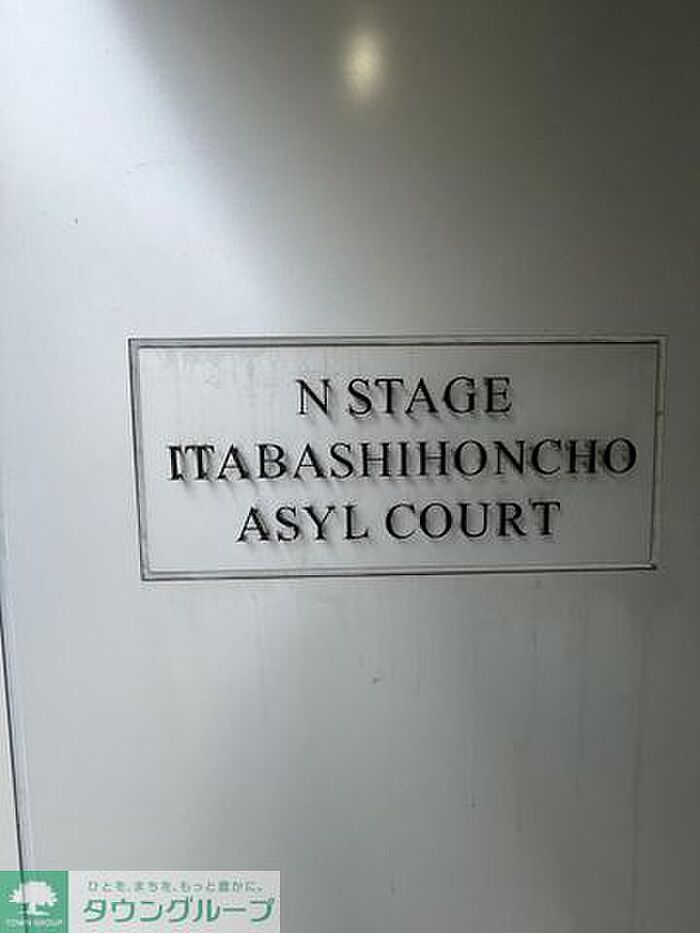 N STAGE
ITABASHIHONCHO
ASYL COURT
ひとを、まちを、もっと豊かに。
タウングループ
TOWN GROUP